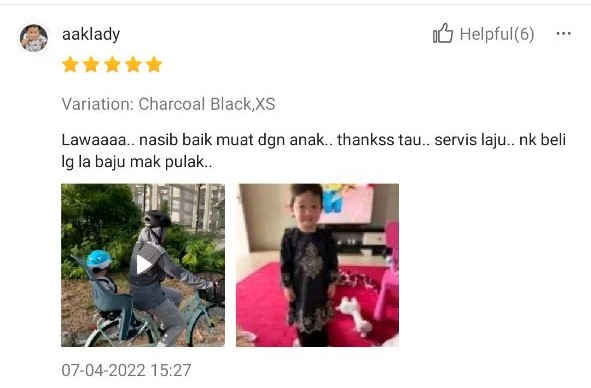 aaklady
Helpful(6)
Variation: Charcoal Black,XS
Lawaaaa.. nasib baik muat dgn anak.. thankss tau.. servis laju.. nk beli
lg la baju mak pulak..
07-04-2022 15:27